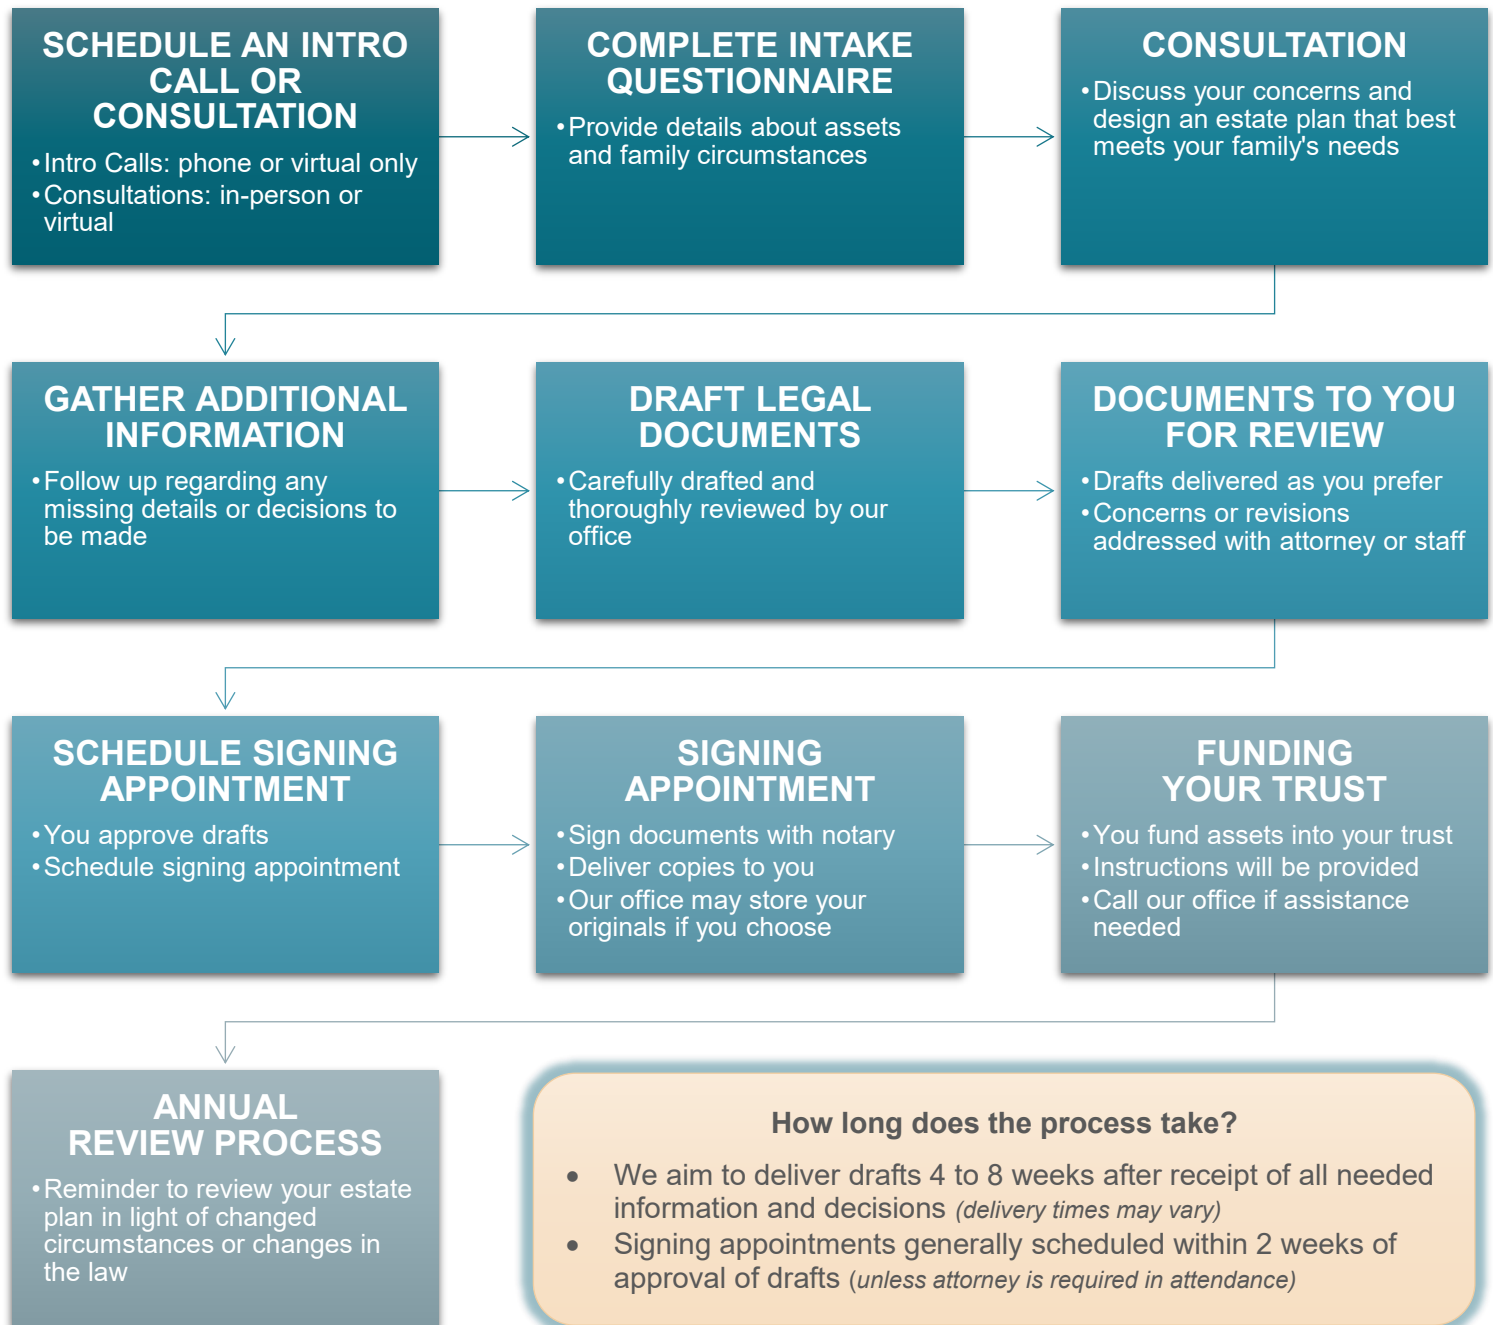 SCHEDULE AN INTRO
CALL OR
CONSULTATION
•Intro Calls: phone or virtual only
•Consultations: in-person or
virtual
COMPLETE INTAKE
QUESTIONNAIRE
•Provide details about assets
and family circumstances
CONSULTATION
•Discuss your concerns and
design an estate plan that best
meets your family's needs
GATHER ADDITIONAL
INFORMATION
•Follow up regarding any
missing details or decisions to
be made
DRAFT LEGAL
DOCUMENTS
•Carefully drafted and
thoroughly reviewed by our
office
DOCUMENTS TO YOU
FOR REVIEW
•Drafts delivered as you prefer
•Concerns or revisions
addressed with attorney or staff
SCHEDULE SIGNING
APPOINTMENT
•You approve drafts
•Schedule signing appointment
SIGNING
APPOINTMENT
•Sign documents with notary
•Deliver copies to you
•Our office may store your
originals if you choose
FUNDING
YOUR TRUST
•You fund assets into your trust
•Instructions will be provided
•Call our office if assistance
needed
ANNUAL
REVIEW PROCESS
•Reminder to review your estate
plan in light of changed
circumstances or changes in
the law
How long does the process take?
• We aim to deliver drafts 4 to 8 weeks after receipt of all needed
information and decisions (delivery times may vary)
• Signing appointments generally scheduled within 2 weeks of
approval of drafts (unless attorney is required in attendance)